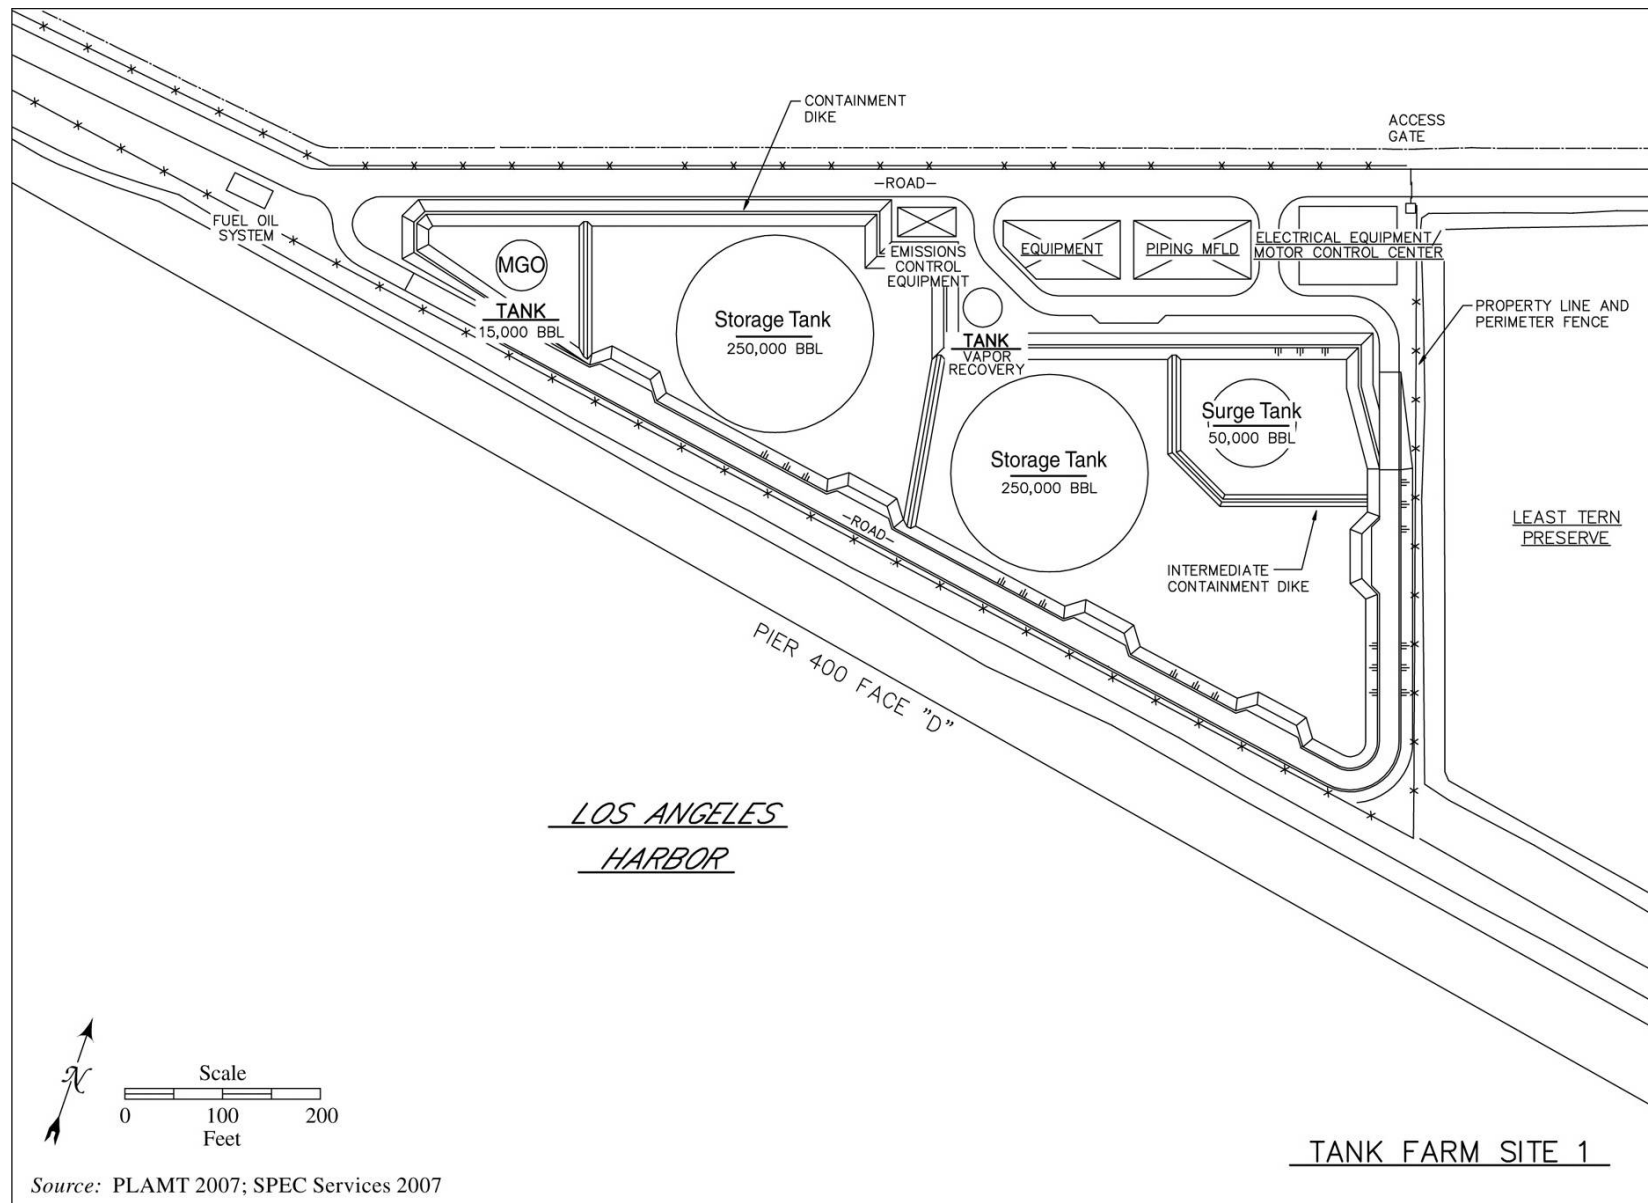 CONTAINMENT
DIKE
ACCESS
GATE
-ROAD-
FUEL OIL
SYSTEM
MGO
TANK
15,000 BBL
Storage Tank
250,000 BBL
EMISSIONS
CONTROL
EQUIPMENT
EQUIPMENT
PIPING MFLD
ELECTRICAL EQUIPMENT/
MOTOR CONTROL CENTER
TANK
VAPOR
RECOVERY
PROPERTY LINE AND
PERIMETER FENCE
Storage Tank
250,000 BBL
Surge Tank
50,000 BBL
-ROAD-
INTERMEDIATE
CONTAINMENT DIKE
LEAST TERN
PRESERVE
PIER 400 FACE "D"
LOS ANGELES
HARBOR
N
Scale
0 100 200
Feet
TANK FARM SITE 1
Source: PLAMT 2007; SPEC Services 2007